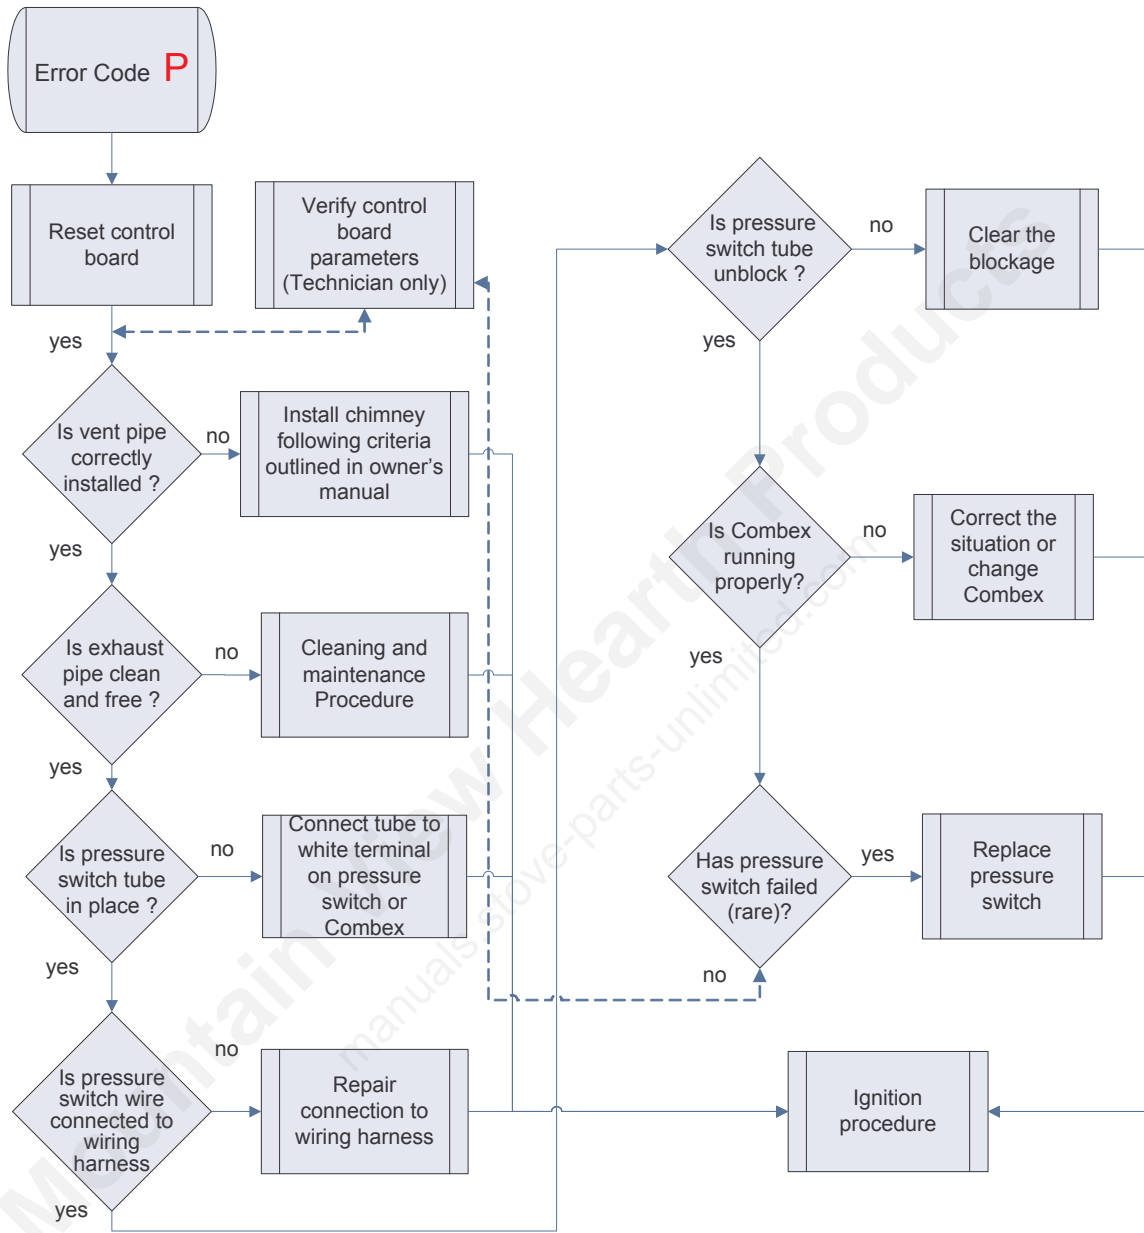 Error Code P
Reset control
board
Verify control
board
parameters
(Technician only)
yes
Is vent pipe
correctly
installed ?
no
Install chimney
following criteria
outlined in owner's
manual
yes
Is exhaust
pipe clean
and free ?
no
Cleaning and
maintenance
Procedure
yes
Is pressure
switch tube
in place ?
no
Connect tube to
white terminal
on pressure
switch or
Combex
yes
Is pressure
switch wire
connected to
wiring
harness
no
Repair
connection to
wiring harness
yes
Is pressure
switch tube
unblock ?
no
Clear the
blockage
yes
Is Combex
running
properly?
no
Correct the
situation or
change
Combex
yes
Has pressure
switch failed
(rare)?
yes
Replace
pressure
switch
no
Ignition
procedure
Mountain View Hearth Products
manuals.stove-parts-unlimited.com